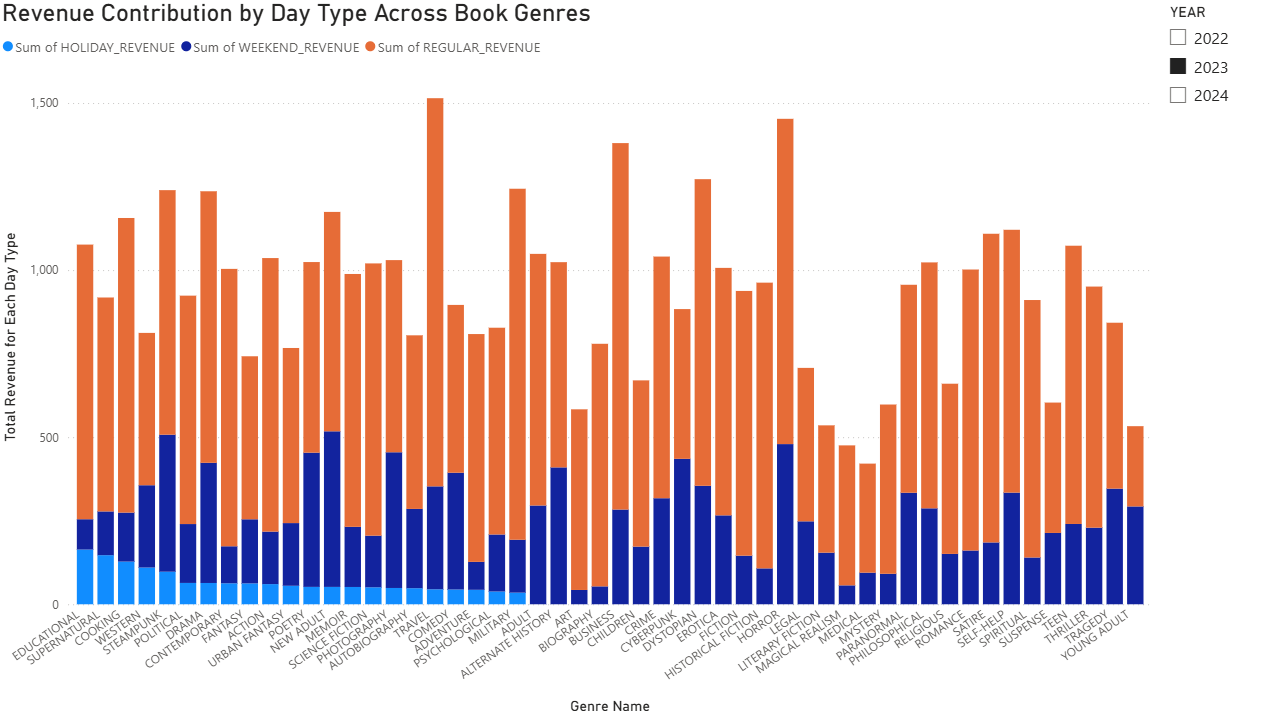 Revenue Contribution by Day Type Across Book Genres
Sum of HOLIDAY_REVENUE Sum of WEEKEND_REVENUE Sum of REGULAR_REVENUE
YEAR
2022
2023
2024
Total Revenue for Each Day Type
1,500
1,000
500
0
EDUCATIONAL
SUPERNATURAL
COOKING
WESTERN
STEAMPUNK
POLITICAL
DRAMA
CONTEMPORARY
FANTASY
ACTION
URBAN FANTASY
POETRY
NEW ADULT
MEMOIR
SCIENCE FICTION
PHOTOGRAPHY
AUTOBIOGRAPHY
TRAVEL
COMEDY
ADVENTURE
PSYCHOLOGICAL
MILITARY
ADULT
ALTERNATE HISTORY
ART
BIOGRAPHY
BUSINESS
CHILDREN
CRIME
CYBERPUNK
DYSTOPIAN
EROTICA
FICTION
HISTORICAL FICTION
HORROR
LEGAL
LITERARY FICTION
MAGICAL REALISM
MEDICAL
MYSTERY
PARANORMAL
PHILOSOPHICAL
RELIGIOUS
ROMANCE
SATIRE
SELF-HELP
SPIRITUAL
SUSPENSE
TEEN
THRILLER
TRAGEDY
YOUNG ADULT
Genre Name